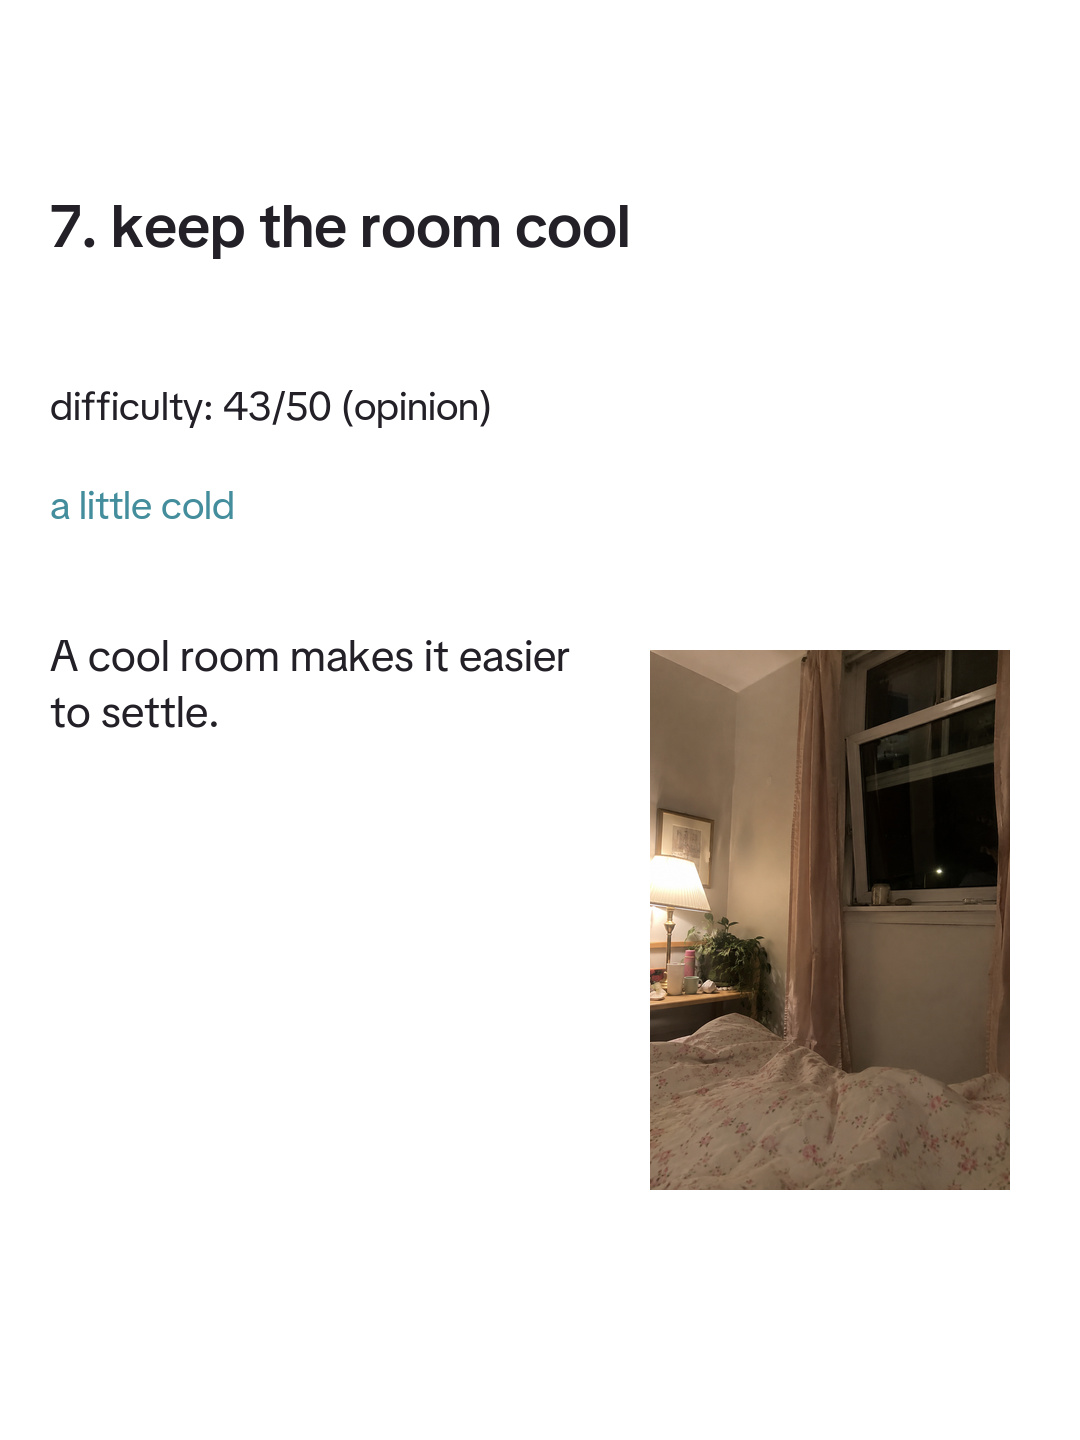 7. keep the room cool
difficulty: 43/50 (opinion)
a little cold
A cool room makes it easier
to settle.